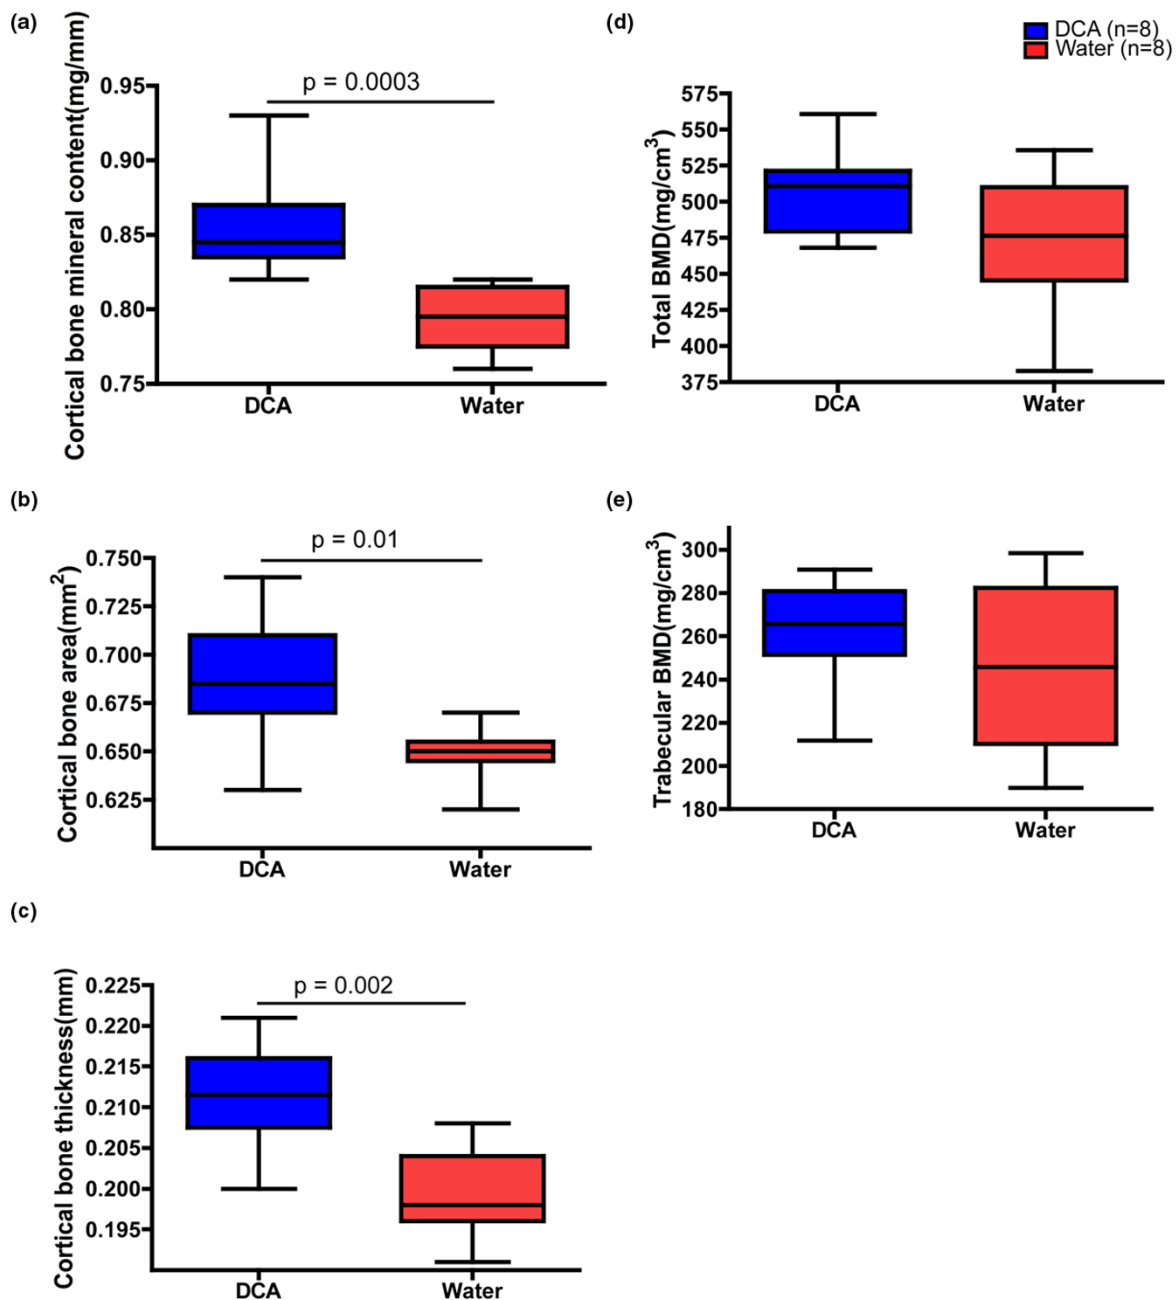 (a)
Cortical bone mineral content(mg/mm)
0.95
0.90
0.85
0.80
0.75
p = 0.0003
DCA
Water
(d)
DCA (n=8)
Water (n=8)
Total BMD(mg/cm³)
575
550
525
500
475
450
425
400
375
DCA
Water
(b)
Cortical bone area(mm²)
0.750
0.725
0.700
0.675
0.650
0.625
p = 0.01
DCA
Water
(e)
Trabecular BMD(mg/cm³)
300
280
260
240
220
200
180
DCA
Water
(c)
Cortical bone thickness(mm)
0.225
0.220
0.215
0.210
0.205
0.200
0.195
p = 0.002
DCA
Water